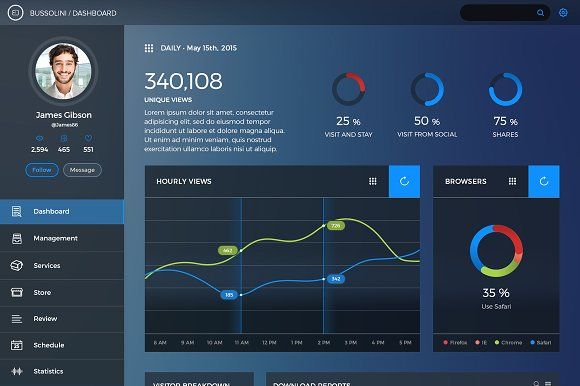 BUSSOLINI / DASHBOARD
James Gibson
@James86
2,594 465 551
Follow Message
Dashboard
Management
Services
Store
Review
Schedule
Statistics
DAILY - May 15th, 2015
340,108
UNIQUE VIEWS
Lorem ipsum dolor sit amet, consectetur
adipisicing elit, sed do eiusmod tempor
incididunt ut labore et dolore magna aliqua.
Ut enim ad minim veniam, quis nostrud
exercitation ullamco laboris nisi ut aliquip.
25 %
VISIT AND STAY
50 %
VISIT FROM SOCIAL
75 %
SHARES
HOURLY VIEWS
726
462
342
185
8 AM 9 AM 10 AM 11 AM 12 PM 1 PM 2 PM 3 PM 4 PM 5 PM
BROWSERS
35 %
Use Safari
Firefox IE Chrome Safari
VISITOR BREAKDOWN
DOWNLOAD REPORTS